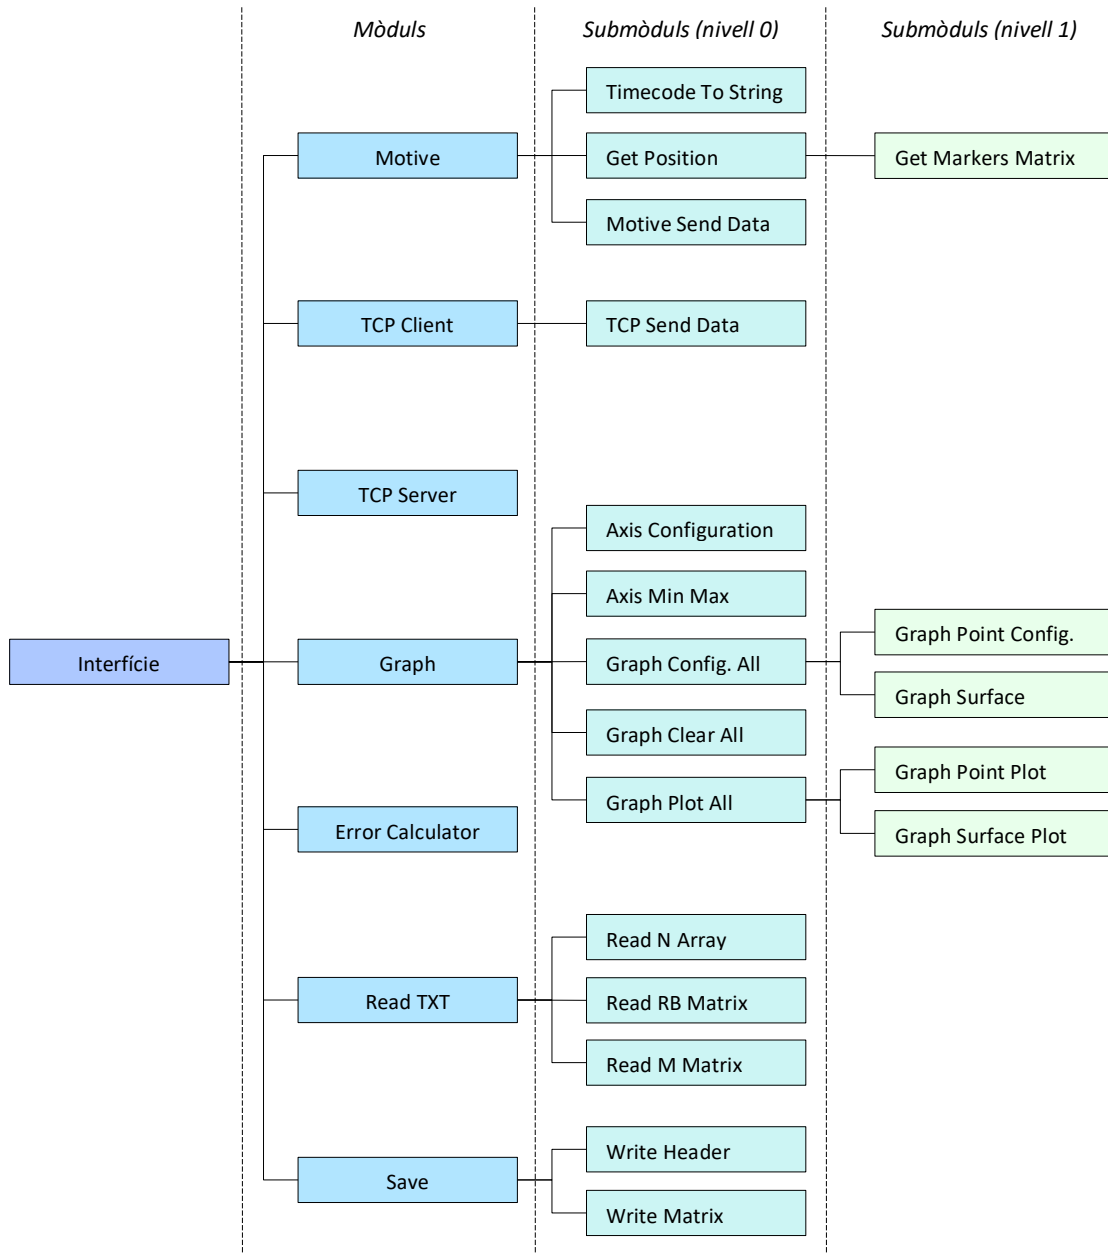 Mòduls
Submòduls (nivell 0)
Submòduls (nivell 1)
Timecode To String
Motive
Get Position
Get Markers Matrix
Motive Send Data
TCP Client
TCP Send Data
TCP Server
Axis Configuration
Axis Min Max
Graph Point Config.
Interfície
Graph
Graph Config. All
Graph Surface
Graph Clear All
Graph Point Plot
Graph Plot All
Error Calculator
Graph Surface Plot
Read N Array
Read TXT
Read RB Matrix
Read M Matrix
Write Header
Save
Write Matrix